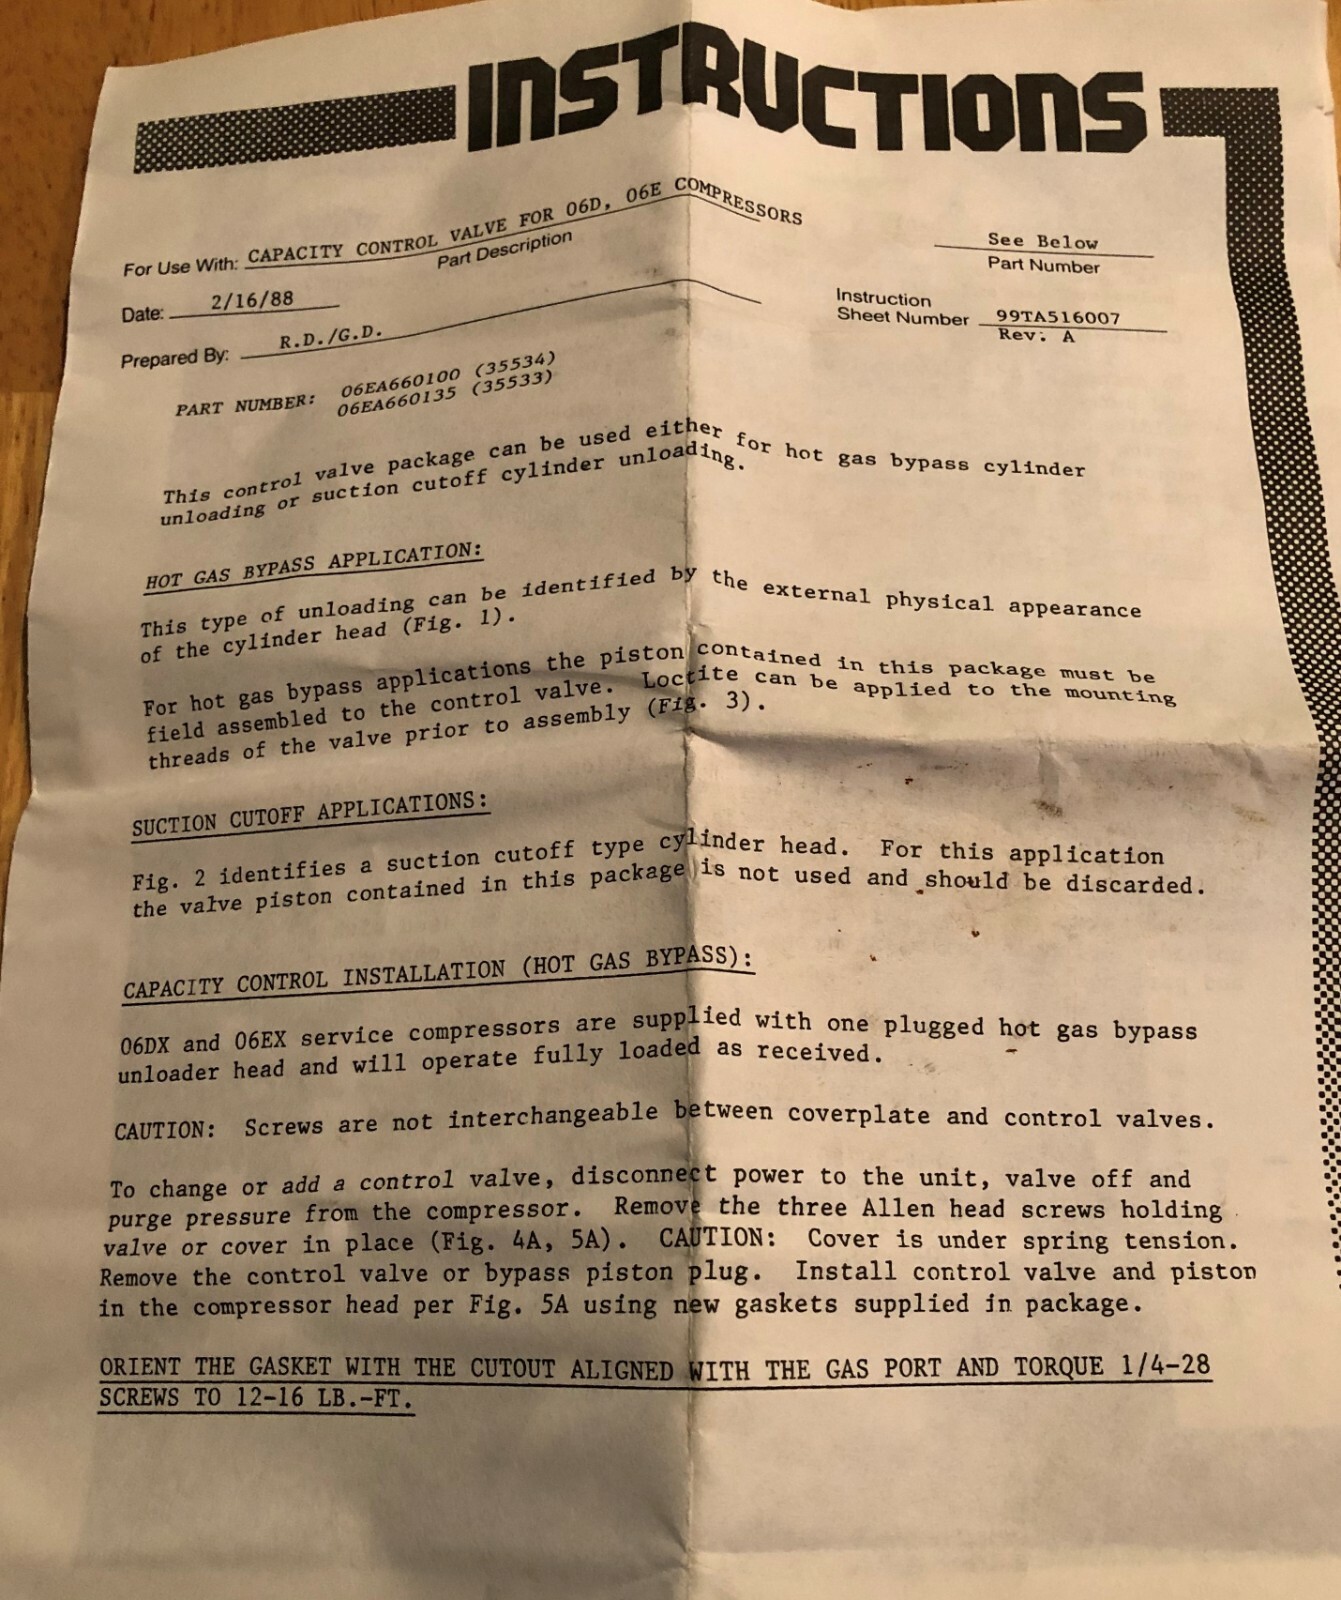 INSTRUCTIONS
For Use With: CAPACITY CONTROL VALVE FOR 06D, 06E COMPRESSORS
Part Description
See Below
Part Number
Date: 2/16/88
Instruction
Sheet Number 99TA516007
Rev. A
Prepared By: R.D./G.D.
PART NUMBER: 06EA660100 (35534)
06EA660135 (35533)
This control valve package can be used either for hot gas bypass cylinder
unloading or suction cutoff cylinder unloading.
HOT GAS BYPASS APPLICATION:
This type of unloading can be identified by the external physical appearance
of the cylinder head (Fig. 1).
For hot gas bypass applications the piston contained in this package must be
field assembled to the control valve. Loctite can be applied to the mounting
threads of the valve prior to assembly (Fig. 3).
SUCTION CUTOFF APPLICATIONS:
Fig. 2 identifies a suction cutoff type cylinder head. For this application
the valve piston contained in this package is not used and should be discarded.
CAPACITY CONTROL INSTALLATION (HOT GAS BYPASS):
06DX and 06EX service compressors are supplied with one plugged hot gas bypass
unloader head and will operate fully loaded as received.
CAUTION: Screws are not interchangeable between coverplate and control valves.
To change or add a control valve, disconnect power to the unit, valve off and
purge pressure from the compressor. Remove the three Allen head screws holding
valve or cover in place (Fig. 4A, 5A). CAUTION: Cover is under spring tension.
Remove the control valve or bypass piston plug. Install control valve and piston
in the compressor head per Fig. 5A using new gaskets supplied in package.
ORIENT THE GASKET WITH THE CUTOUT ALIGNED WITH THE GAS PORT AND TORQUE 1/4-28
SCREWS TO 12-16 LB.-FT.